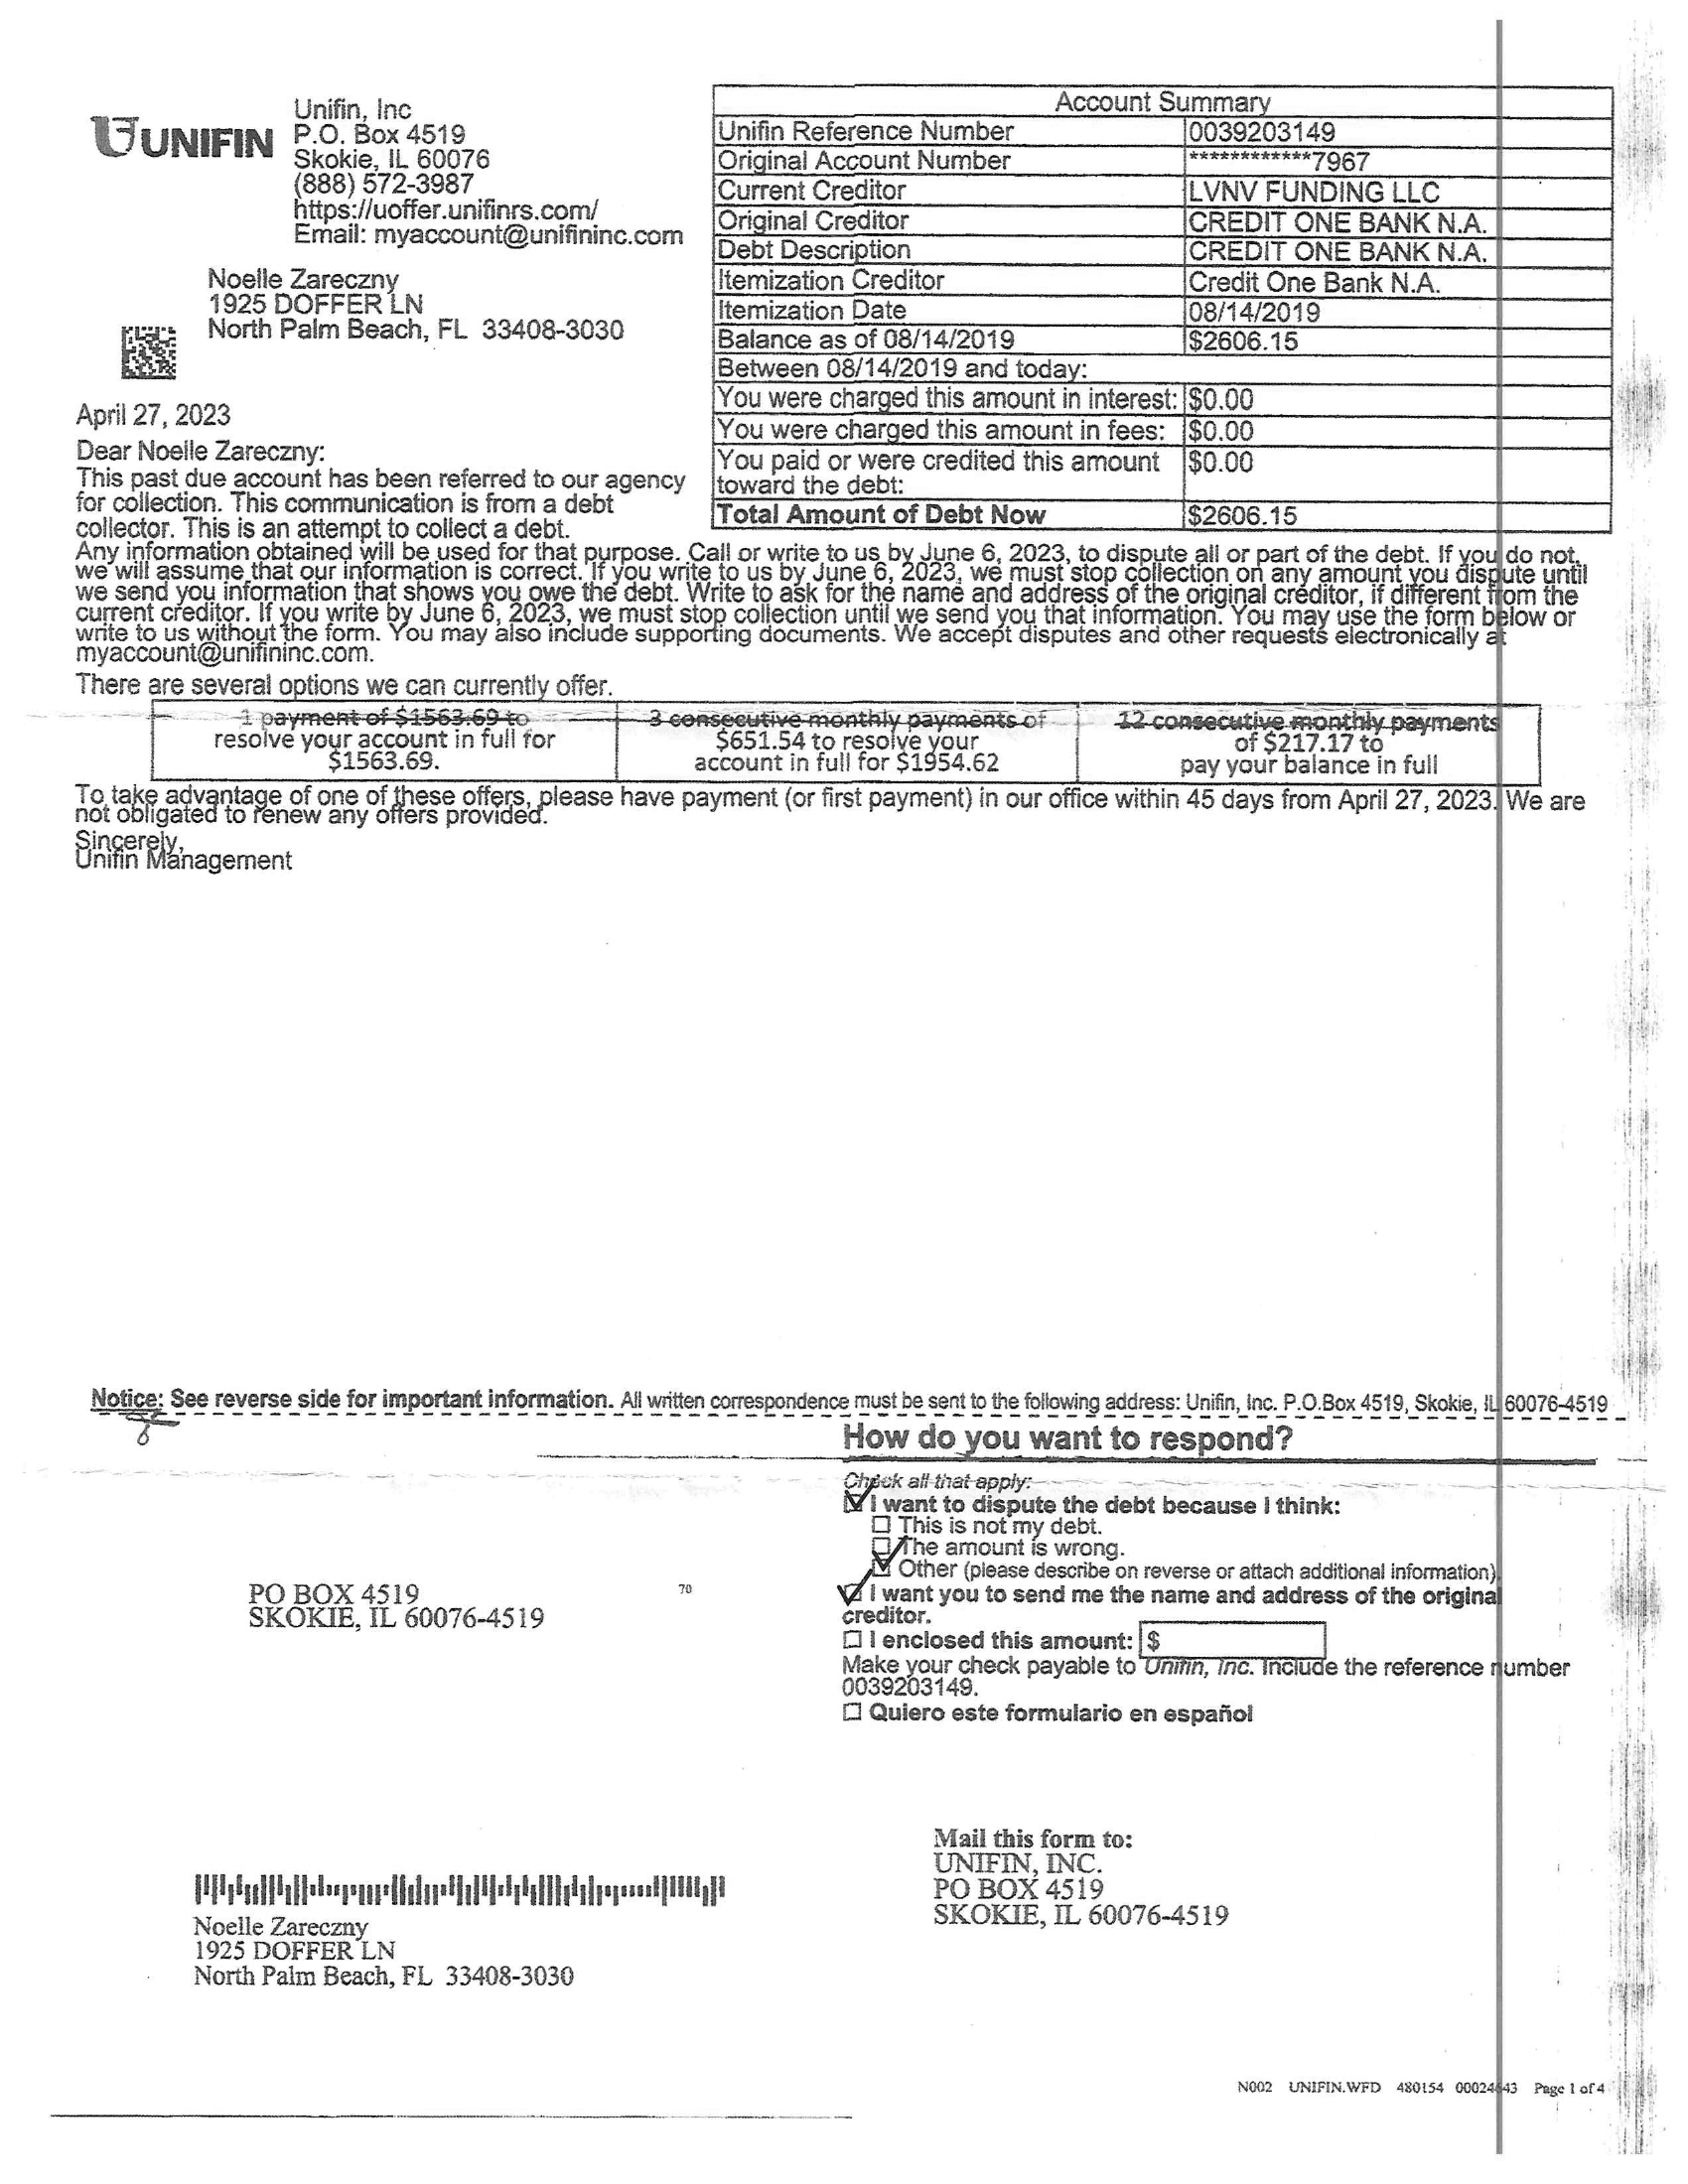 UNIFIN
Unifin, Inc
P.O. Box 4519
Skokie, IL 60076
(888) 572-3987
https://uoffer.unifinrs.com/
Email: myaccount@unifininc.com
Noelle Zareczny
1925 DOFFER LN
North Palm Beach, FL 33408-3030
Account Summary
Unifin Reference Number 0039203149
Original Account Number ************7967
Current Creditor LVNV FUNDING LLC
Original Creditor CREDIT ONE BANK N.A.
Debt Description CREDIT ONE BANK N.A.
Itemization Creditor Credit One Bank N.A.
Itemization Date 08/14/2019
Balance as of 08/14/2019 $2606.15
Between 08/14/2019 and today:
You were charged this amount in interest: $0.00
You were charged this amount in fees: $0.00
You paid or were credited this amount $0.00
toward the debt:
Total Amount of Debt Now $2606.15
April 27, 2023
Dear Noelle Zareczny:
This past due account has been referred to our agency
for collection. This communication is from a debt
collector. This is an attempt to collect a debt.
Any information obtained will be used for that purpose. Call or write to us by June 6, 2023, to dispute all or part of the debt. If you do not,
we will assume that our information is correct. If you write to us by June 6, 2023, we must stop collection on any amount you dispute until
we send you information that shows you owe the debt. Write to ask for the name and address of the original creditor, if different from the
current creditor. If you write by June 6, 2023, we must stop collection until we send you that information. You may use the form below or
write to us without the form. You may also include supporting documents. We accept disputes and other requests electronically at
myaccount@unifininc.com.
There are several options we can currently offer.
1 payment of $1563.69 to
resolve your account in full for
$1563.69.
3 consecutive monthly payments of
$651.54 to resolve your
account in full for $1954.62
12 consecutive monthly payments
of $217.17 to
pay your balance in full
To take advantage of one of these offers, please have payment (or first payment) in our office within 45 days from April 27, 2023. We are
not obligated to renew any offers provided.
Sincerely,
Unifin Management
Notice: See reverse side for important information. All written correspondence must be sent to the following address: Unifin, Inc. P.O.Box 4519, Skokie, IL 60076-4519
How do you want to respond?
Check all that apply:
I want to dispute the debt because I think:
This is not my debt.
The amount is wrong.
Other (please describe on reverse or attach additional information).
I want you to send me the name and address of the original
creditor.
I enclosed this amount: $
Make your check payable to Unifin, Inc. Include the reference number
0039203149.
Quiero este formulario en español
PO BOX 4519
SKOKIE, IL 60076-4519
70
Mail this form to:
UNIFIN, INC.
PO BOX 4519
SKOKIE, IL 60076-4519
Noelle Zareczny
1925 DOFFER LN
North Palm Beach, FL 33408-3030
N002 UNIFIN.WFD 480154 Page 1 of 4